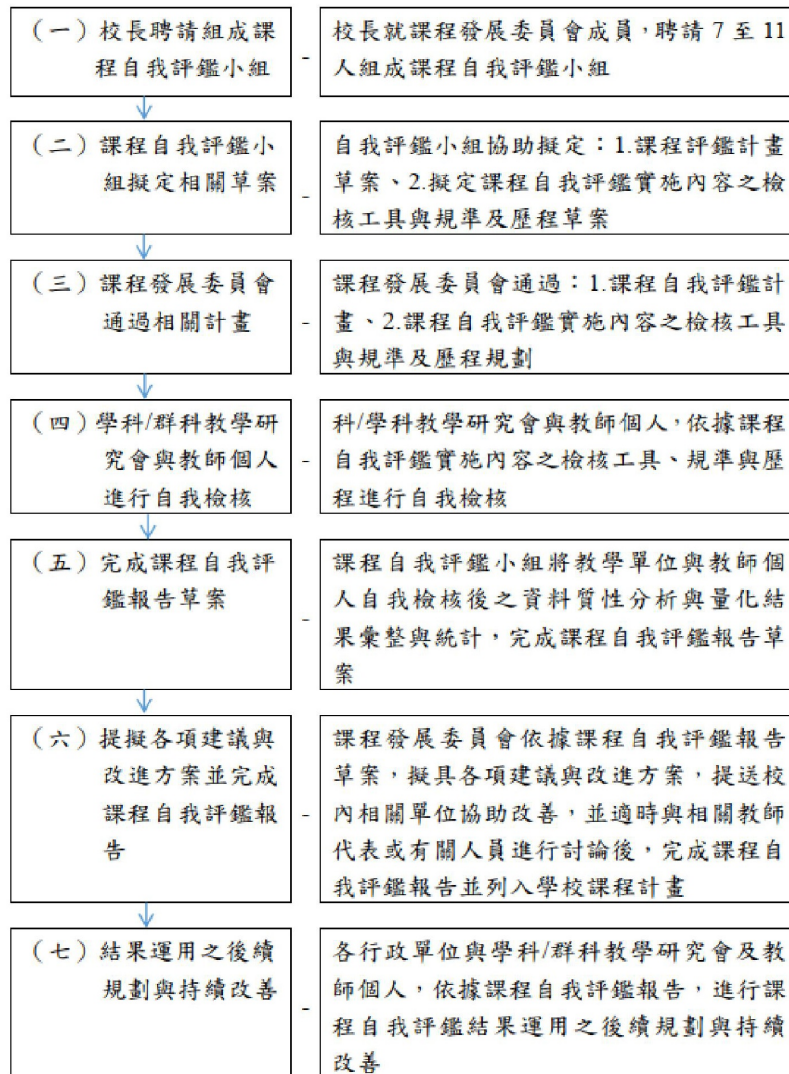 （一）校長聘請組成課
程自我評鑑小組
-
校長就課程發展委員會成員，聘請 7 至 11
人組成課程自我評鑑小組
（二）課程自我評鑑小
組擬定相關草案
-
自我評鑑小組協助擬定：1.課程評鑑計畫
草案、2.擬定課程自我評鑑實施內容之檢
核工具與規準及歷程草案
（三）課程發展委員會
通過相關計畫
-
課程發展委員會通過：1.課程自我評鑑計
畫、2.課程自我評鑑實施內容之檢核工具
與規準及歷程規劃
（四）學科/群科教學研
究會與教師個人
進行自我檢核
-
科/學科教學研究會與教師個人，依據課程
自我評鑑實施內容之檢核工具、規準與歷
程進行自我檢核
（五）完成課程自我評
鑑報告草案
-
課程自我評鑑小組將教學單位與教師個
人自我檢核後之資料質性分析與量化結
果彙整與統計，完成課程自我評鑑報告草
案
（六）提擬各項建議與
改進方案並完成
課程自我評鑑報
告
-
課程發展委員會依據課程自我評鑑報告
草案，擬具各項建議與改進方案，提送校
內相關單位協助改善，並適時與相關教師
代表或有關人員進行討論後，完成課程自
我評鑑報告並列入學校課程計畫
（七）結果運用之後續
規劃與持續改善
-
各行政單位與學科/群科教學研究會及教
師個人，依據課程自我評鑑報告，進行課
程自我評鑑結果運用之後續規劃與持續
改善